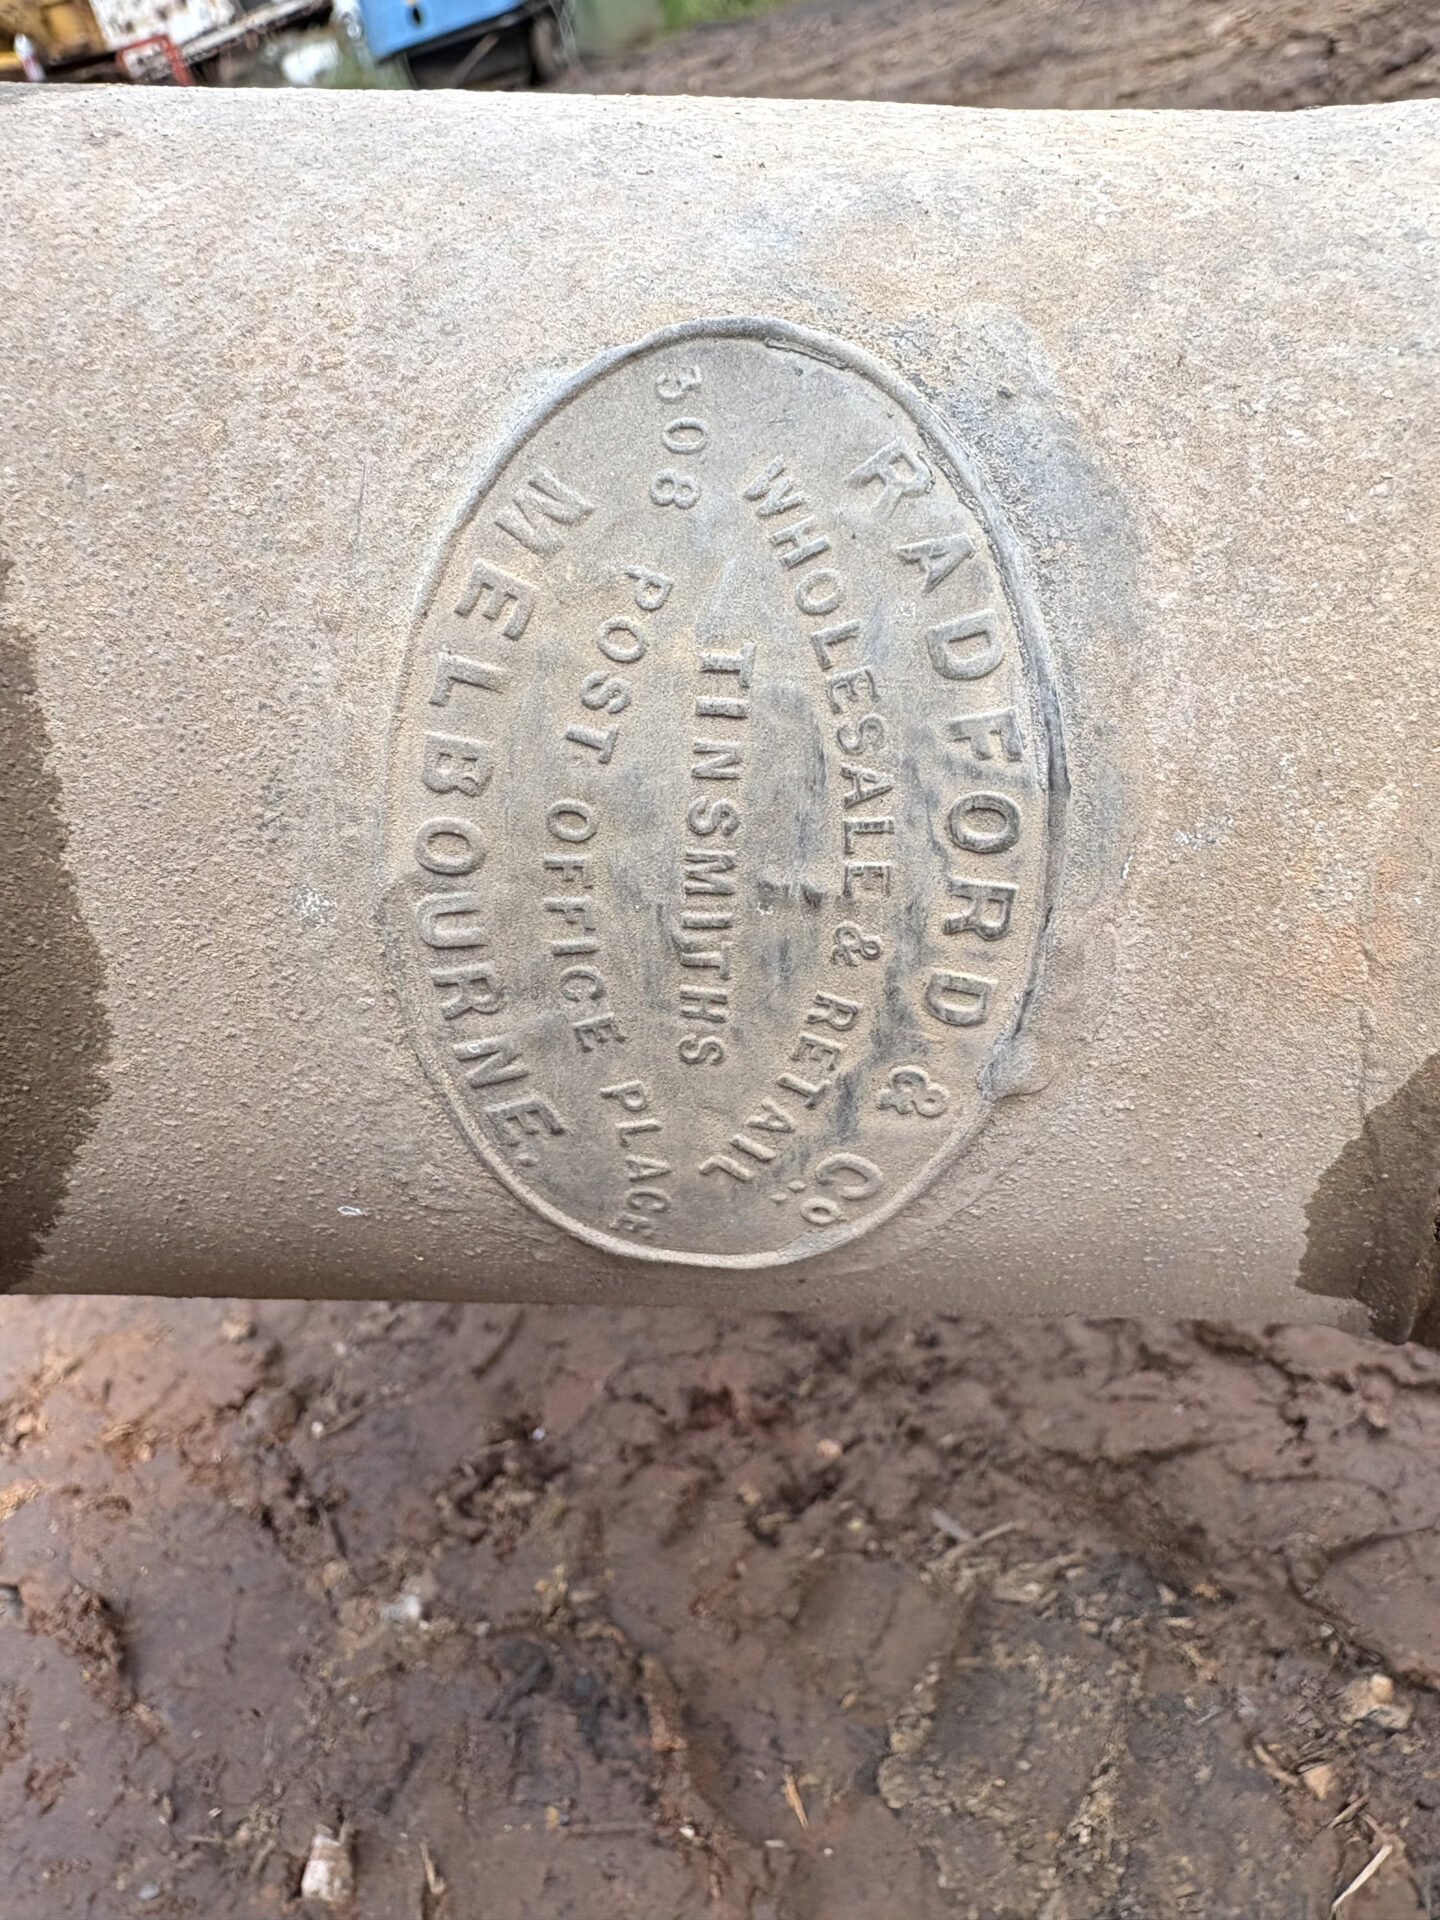 RADFORD & Co
WHOLESALE & RETAIL
TINSMITHS
308 POST OFFICE PLACE
MELBOURNE.